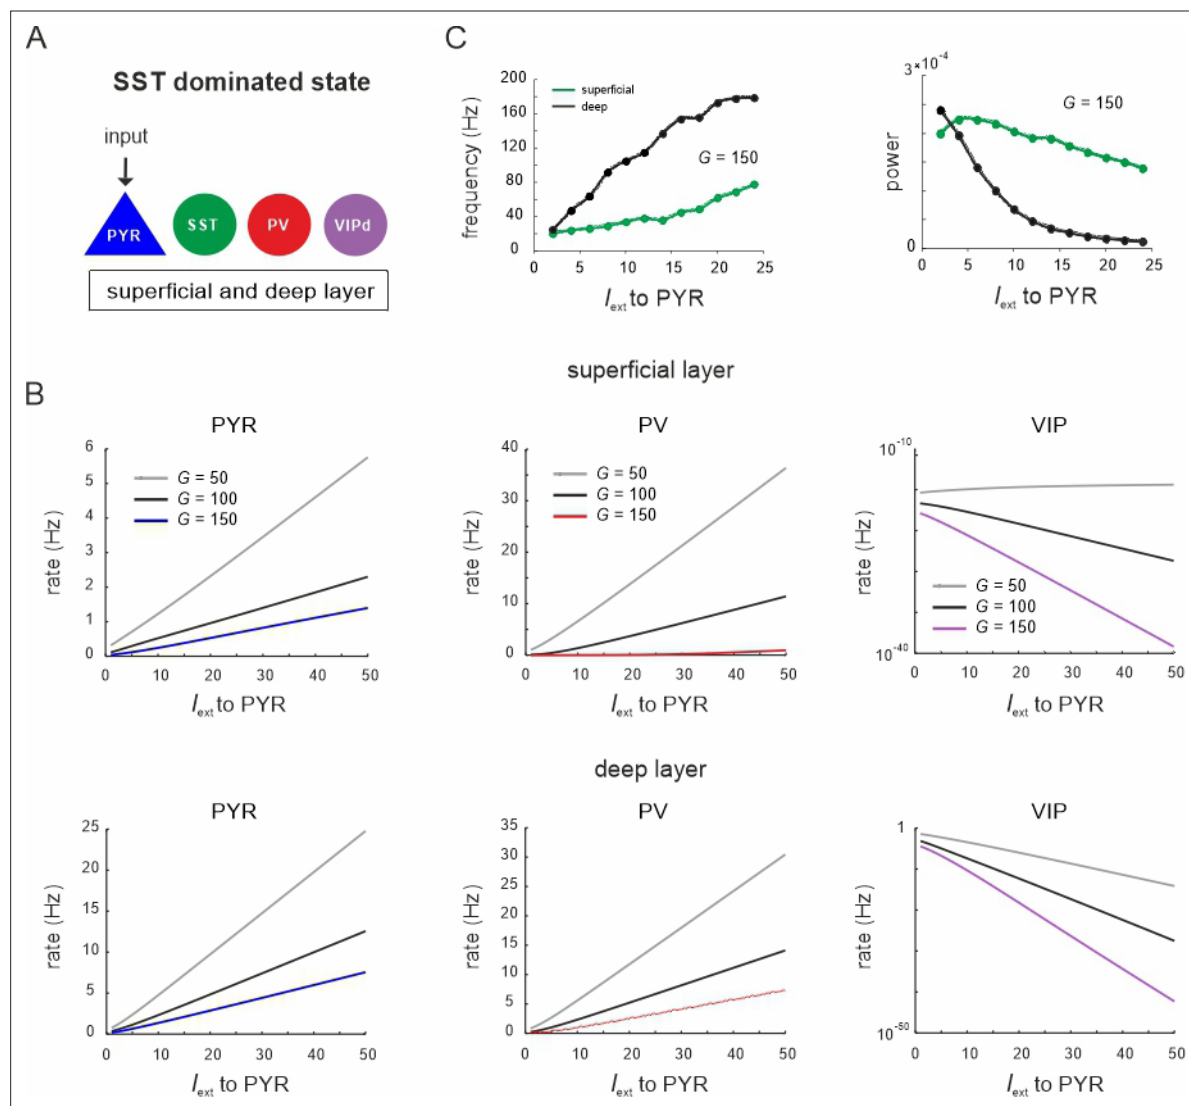 A
SST dominated state
input
PYR
SST
PV
VIPd
superficial and deep layer
C
frequency (Hz)
200
160
120
80
40
0
superficial
deep
G = 150
0
5
10
15
20
25
I ext to PYR
3×10-4
power
0
G = 150
0
5
10
15
20
25
I ext to PYR
superficial layer
B
PYR
rate (Hz)
6
5
4
3
2
1
0
G = 50
G = 100
G = 150
0
10
20
30
40
50
I ext to PYR
PV
rate (Hz)
40
30
20
10
0
G = 50
G = 100
G = 150
0
10
20
30
40
50
I ext to PYR
VIP
rate (Hz)
10-10
10-40
G = 50
G = 100
G = 150
0
10
20
30
40
50
I ext to PYR
deep layer
PYR
rate (Hz)
25
20
15
10
5
0
0
10
20
30
40
50
I ext to PYR
PV
rate (Hz)
35
30
25
20
15
10
5
0
0
10
20
30
40
50
I ext to PYR
VIP
rate (Hz)
1
10-50
0
10
20
30
40
50
I ext to PYR